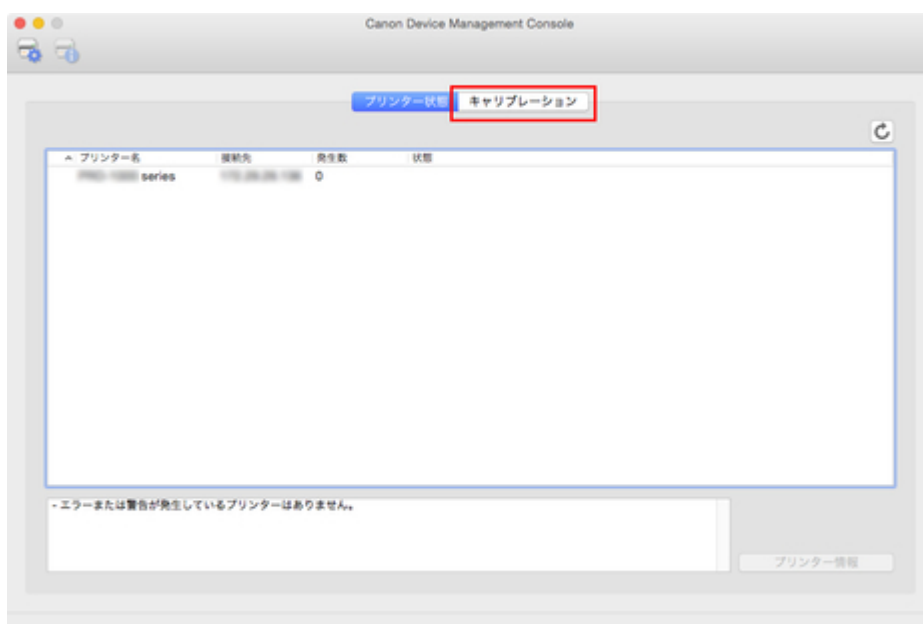 Canon Device Management Console
プリンター状態 キャリブレーション
プリンター名 接続先 発生数 状態
series 0
- エラーまたは警告が発生しているプリンターはありません。
プリンター情報